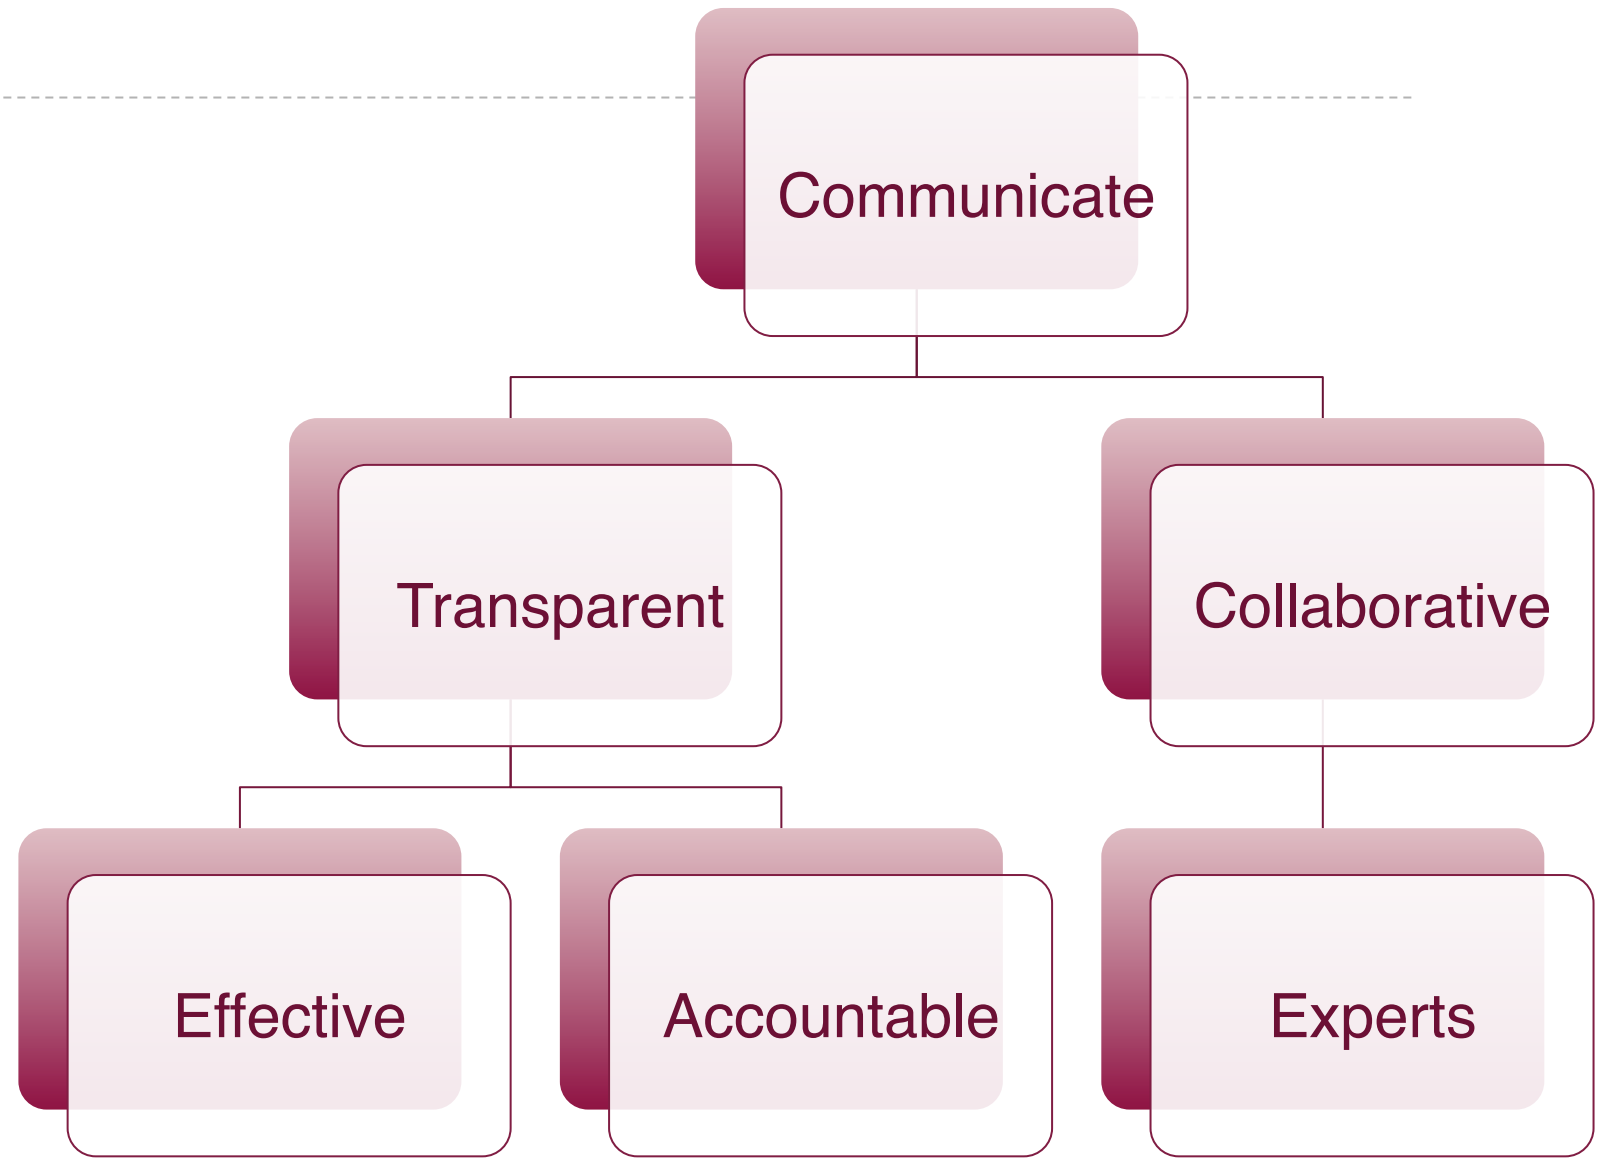 Communicate
Transparent
Collaborative
Effective
Accountable
Experts